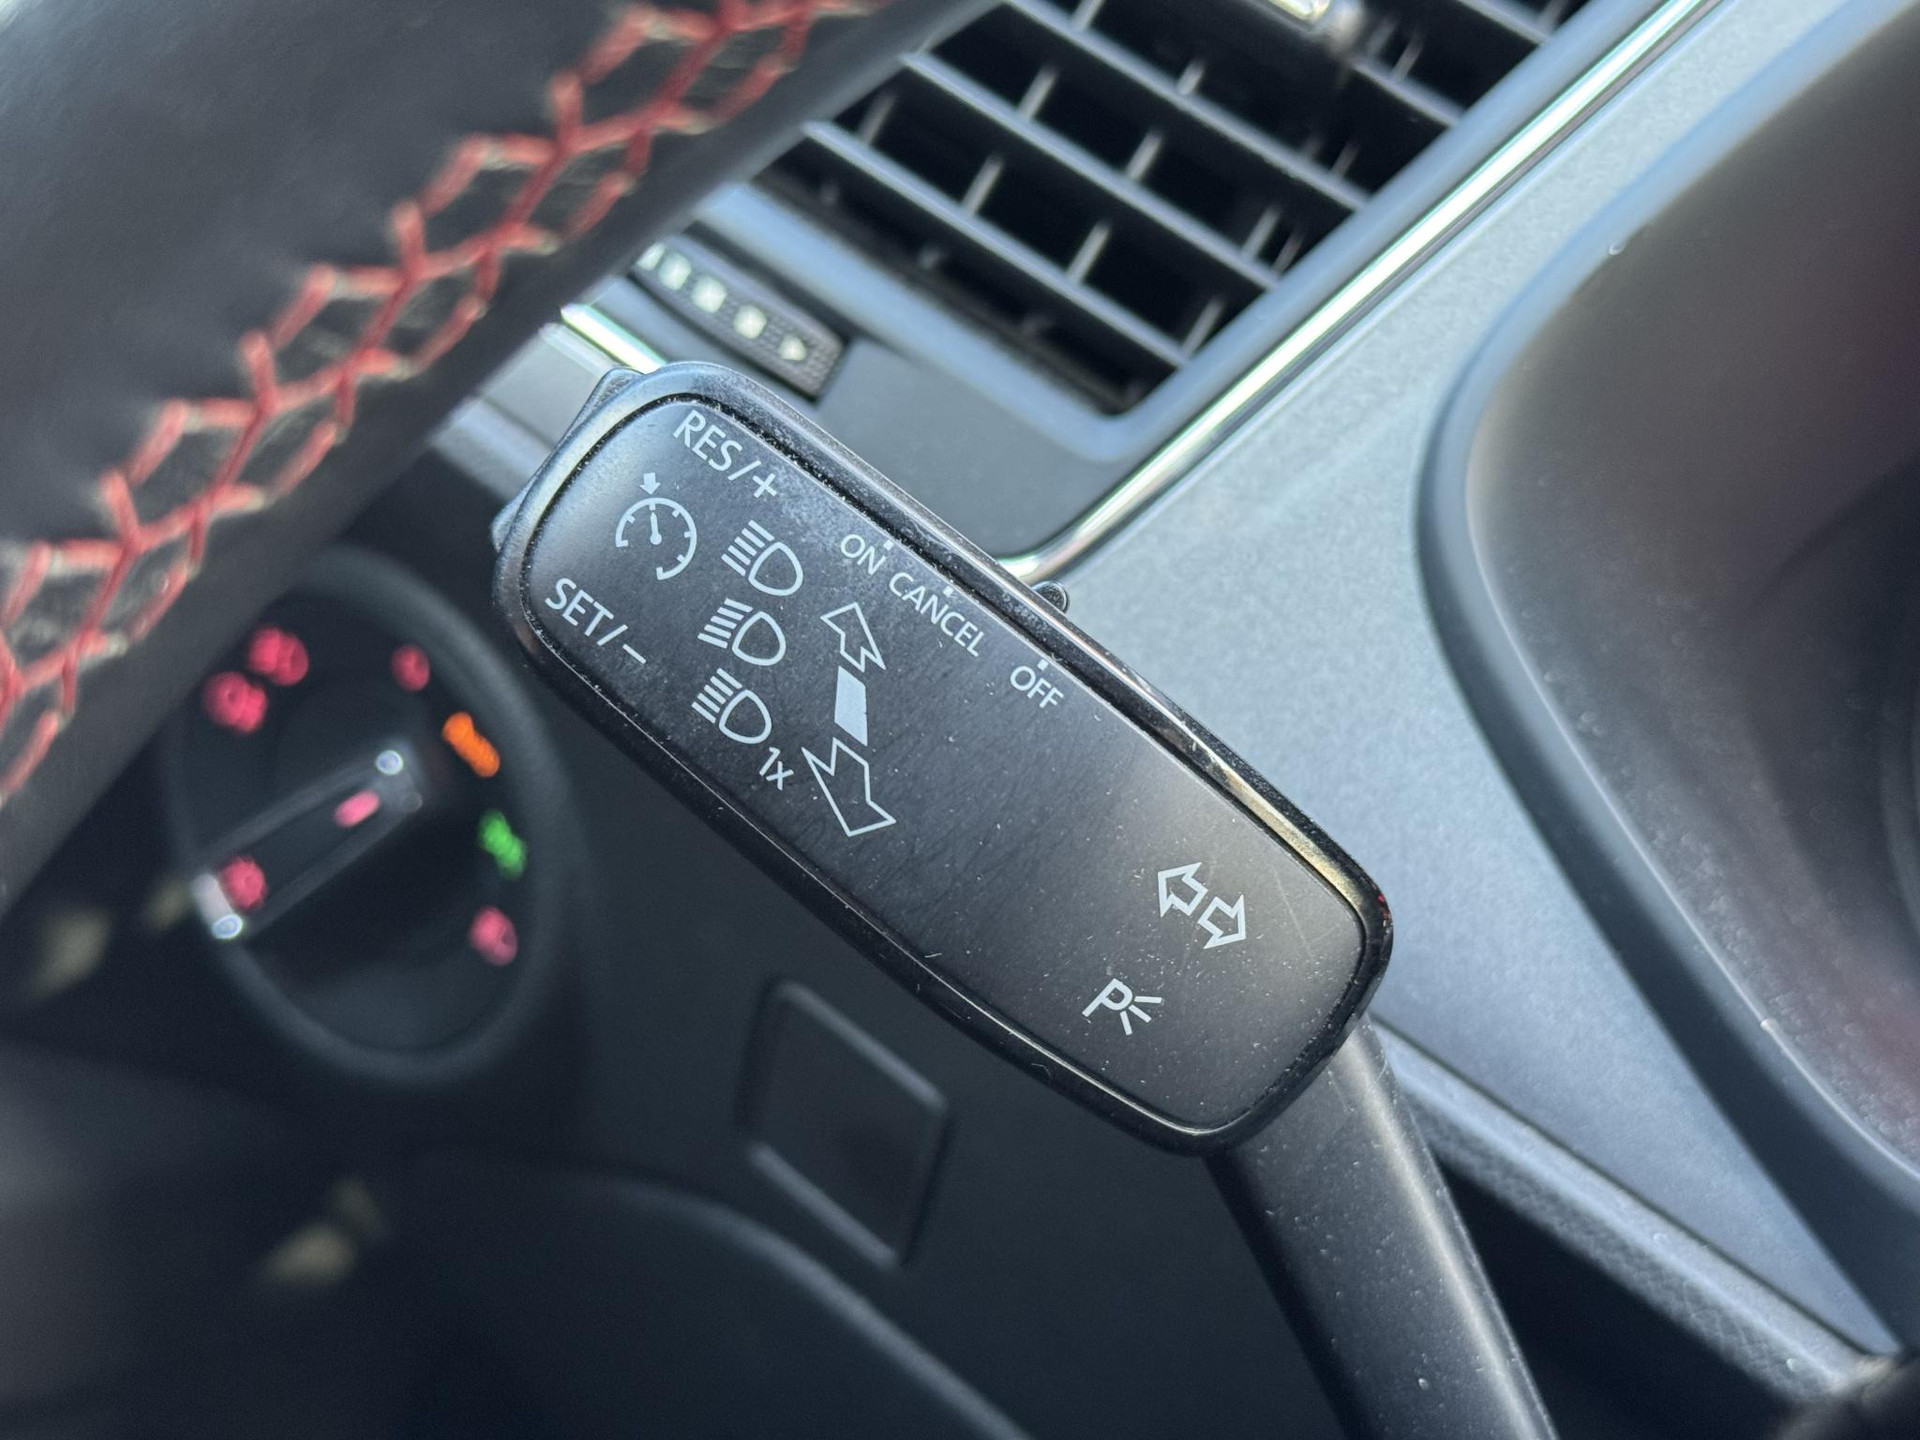 RES/+
SET/−
ON CANCEL OFF
1x
P